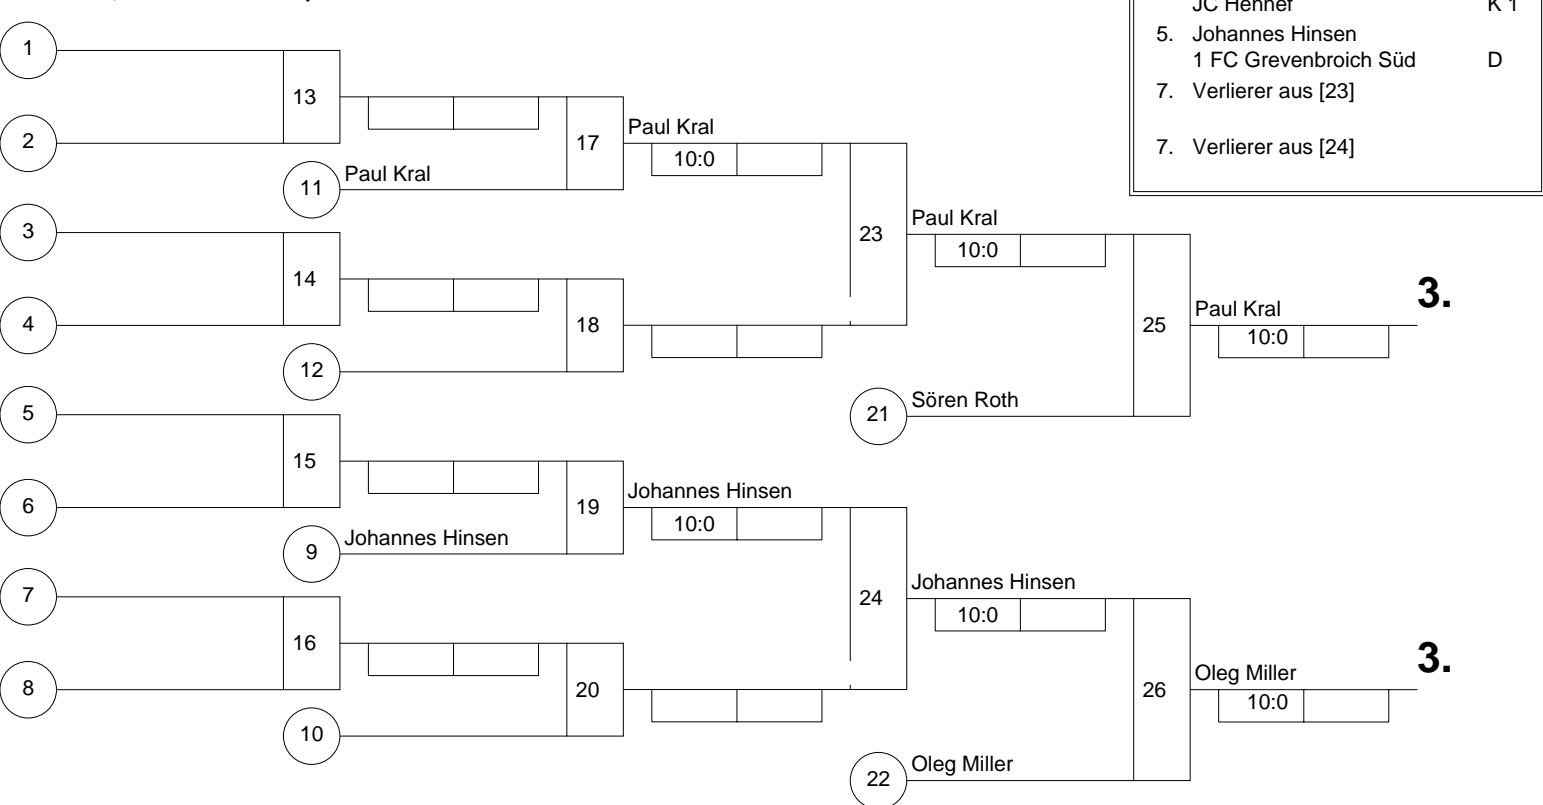 JC Hennef K 1
5. Johannes Hinsen
1 FC Grevenbroich Süd D
7. Verlierer aus [23]
7. Verlierer aus [24]
1
13
2
17
Paul Kral
10:0
11
Paul Kral
3
23
Paul Kral
10:0
14
3.
4
18
25
Paul Kral
10:0
12
5
21
Sören Roth
15
6
19
Johannes Hinsen
10:0
9
Johannes Hinsen
7
24
Johannes Hinsen
10:0
16
3.
8
20
26
Oleg Miller
10:0
10
22
Oleg Miller